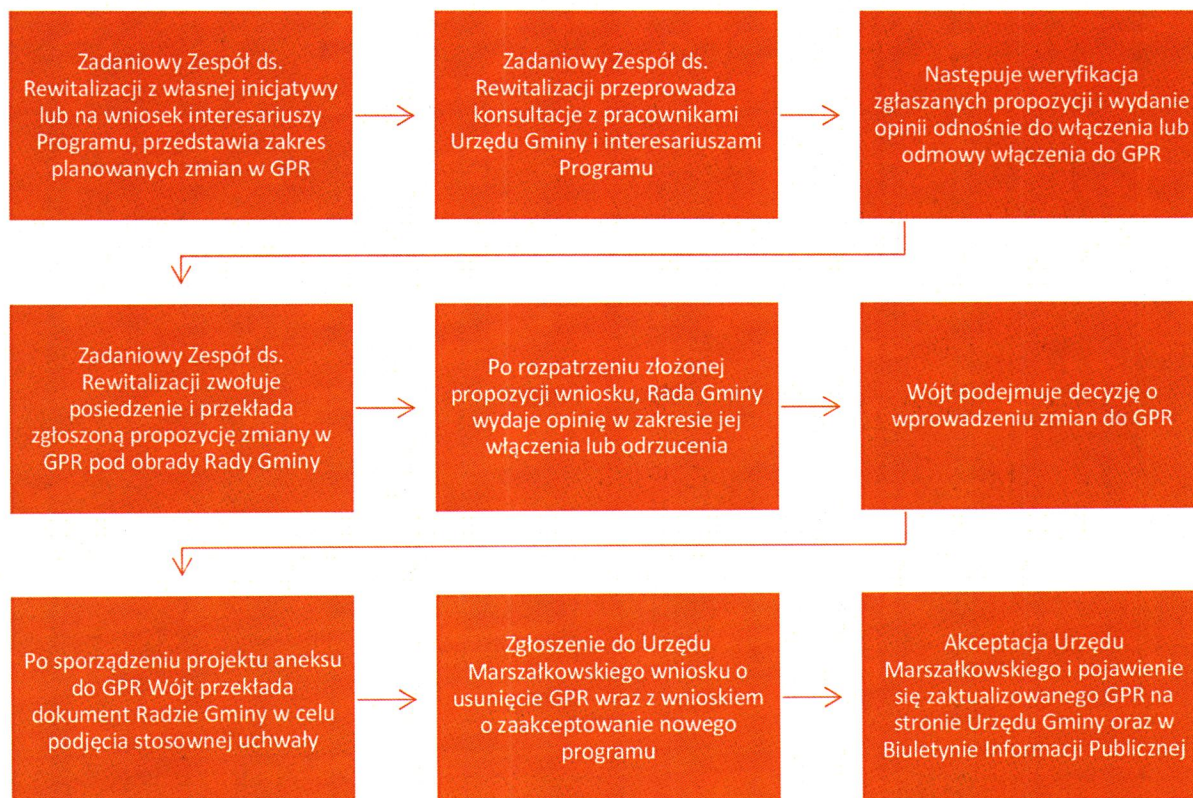 Zadaniowy Zespół ds.
Rewitalizacji z własnej inicjatywy
lub na wniosek interesariuszy
Programu, przedstawia zakres
planowanych zmian w GPR
Zadaniowy Zespół ds.
Rewitalizacji przeprowadza
konsultacje z pracownikami
Urzędu Gminy i interesariuszami
Programu
Następuje weryfikacja
zgłaszanych propozycji i wydanie
opinii odnośnie do włączenia lub
odmowy włączenia do GPR
Zadaniowy Zespół ds.
Rewitalizacji zwołuje
posiedzenie i przekłada
zgłoszoną propozycję zmiany w
GPR pod obrady Rady Gminy
Po rozpatrzeniu złożonej
propozycji wniosku, Rada Gminy
wydaje opinię w zakresie jej
włączenia lub odrzucenia
Wójt podejmuje decyzję o
wprowadzeniu zmian do GPR
Po sporządzeniu projektu aneksu
do GPR Wójt przekłada
dokument Radzie Gminy w celu
podjęcia stosownej uchwały
Zgłoszenie do Urzędu
Marszałkowskiego wniosku o
usunięcie GPR wraz z wnioskiem
o zaakceptowanie nowego
programu
Akceptacja Urzędu
Marszałkowskiego i pojawienie
się zaktualizowanego GPR na
stronie Urzędu Gminy oraz w
Biuletynie Informacji Publicznej